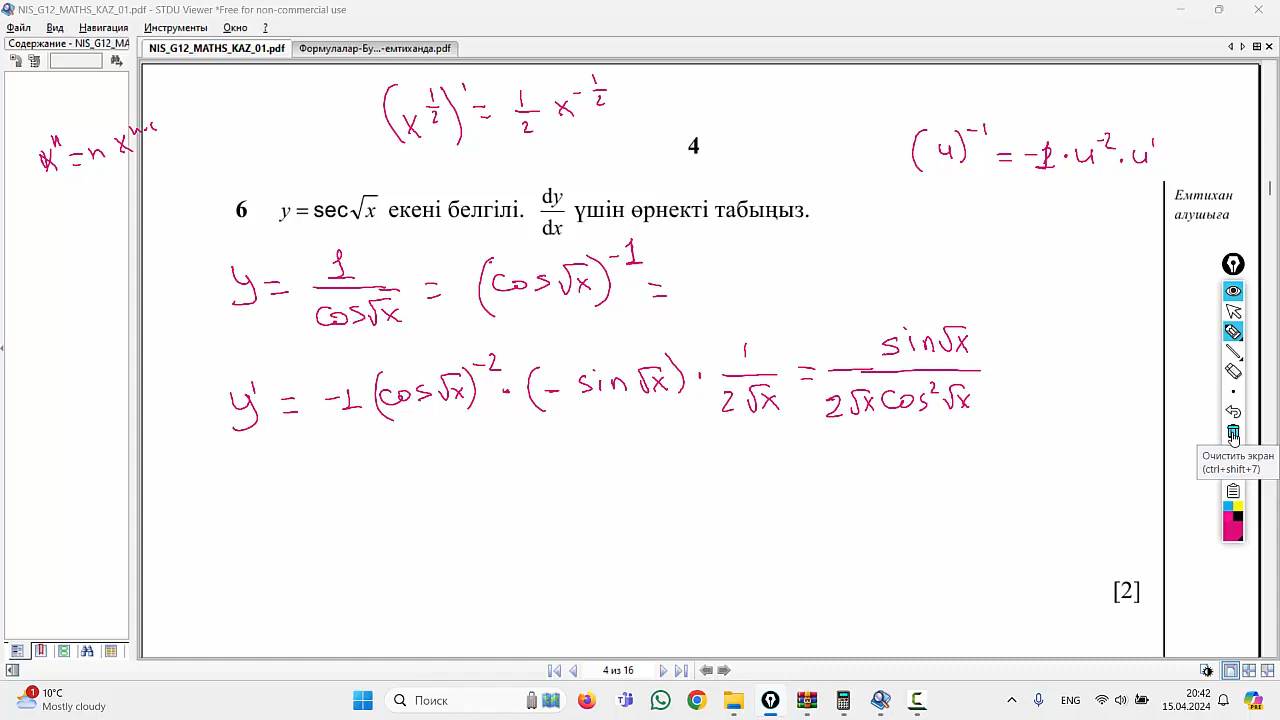 NIS_G12_MATHS_KAZ_01.pdf - STDU Viewer *Free for non-commercial use
Файл Вид Навигация Инструменты Окно ?
Содержание - NIS_G12_MA
NIS_G12_MATHS_KAZ_01.pdf Формулалар-Бу...-емтиханда.pdf
(x^{1/2})' = 1/2 x^{-1/2}
x^n = n x^{n-1}
4
(u)^{-1} = -1 · u^{-2} · u'
Емтихан
алушыға
6 y = sec√x екені белгілі. dy/dx үшін өрнекті табыңыз.
y = 1/cos√x = (cos√x)^{-1} =
y' = -1 (cos√x)^{-2} · (- sin√x) · 1/2√x = sin√x/2√x cos²√x
Очистить экран
(ctrl+shift+7)
[2]
4 из 16
10°C
Mostly cloudy
1
Поиск
ENG
20:42
15.04.2024
PRE